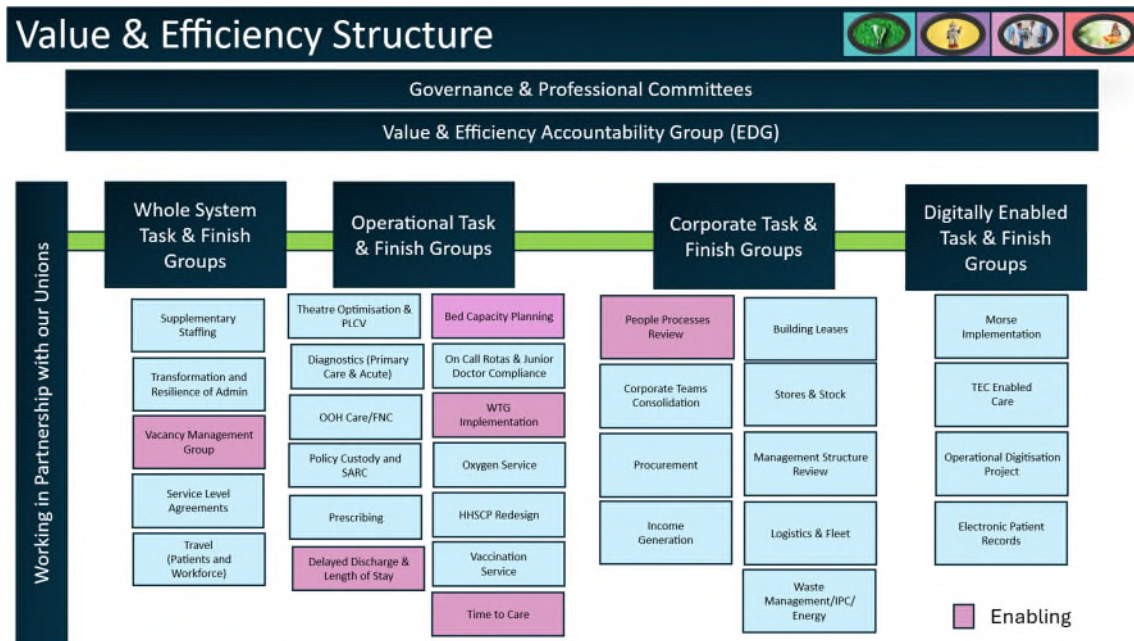 Value & Efficiency Structure
Governance & Professional Committees
Value & Efficiency Accountability Group (EDG)
Working in Partnership with our Unions
Whole System
Task & Finish
Groups
Supplementary
Staffing
Transformation and
Resilience of Admin
Vacancy Management
Group
Service Level
Agreements
Travel
(Patients and
Workforce)
Operational Task
& Finish Groups
Theatre Optimisation &
PLCV
Diagnostics (Primary
Care & Acute)
OOH Care/FNC
Policy Custody and
SARC
Prescribing
Delayed Discharge &
Length of Stay
Bed Capacity Planning
On Call Rotas & Junior
Doctor Compliance
WTG
Implementation
Oxygen Service
HHSCP Redesign
Vaccination
Service
Time to Care
Corporate Task &
Finish Groups
People Processes
Review
Corporate Teams
Consolidation
Procurement
Income
Generation
Building Leases
Stores & Stock
Management Structure
Review
Logistics & Fleet
Waste
Management/IPC/
Energy
Digitally Enabled
Task & Finish
Groups
Morse
Implementation
TEC Enabled
Care
Operational Digitisation
Project
Electronic Patient
Records
Enabling